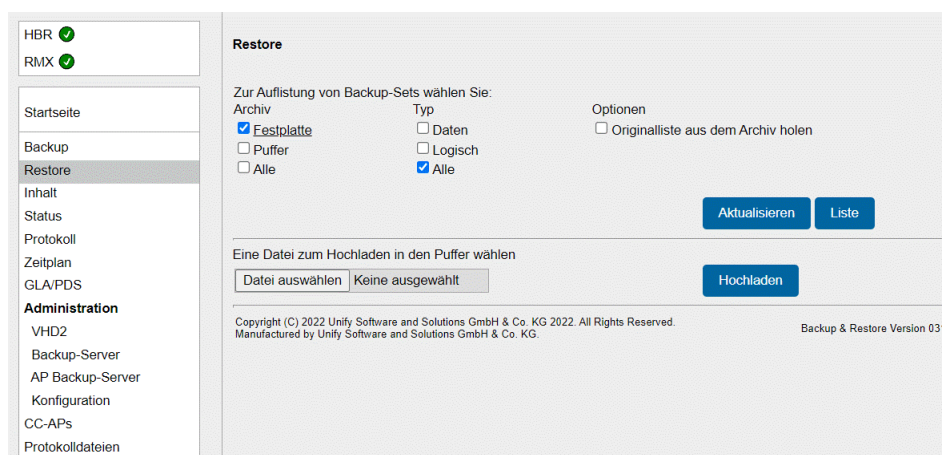 HBR
RMX
Startseite
Backup
Restore
Inhalt
Status
Protokoll
Zeitplan
GLA/PDS
Administration
VHD2
Backup-Server
AP Backup-Server
Konfiguration
CC-APs
Protokolldateien
Restore
Zur Auflistung von Backup-Sets wählen Sie:
Archiv Typ Optionen
Festplatte Daten Originalliste aus dem Archiv holen
Puffer Logisch
Alle Alle
Aktualisieren Liste
Eine Datei zum Hochladen in den Puffer wählen
Datei auswählen Keine ausgewählt Hochladen
Copyright (C) 2022 Unify Software and Solutions GmbH & Co. KG 2022. All Rights Reserved.
Manufactured by Unify Software and Solutions GmbH & Co. KG.
Backup & Restore Version